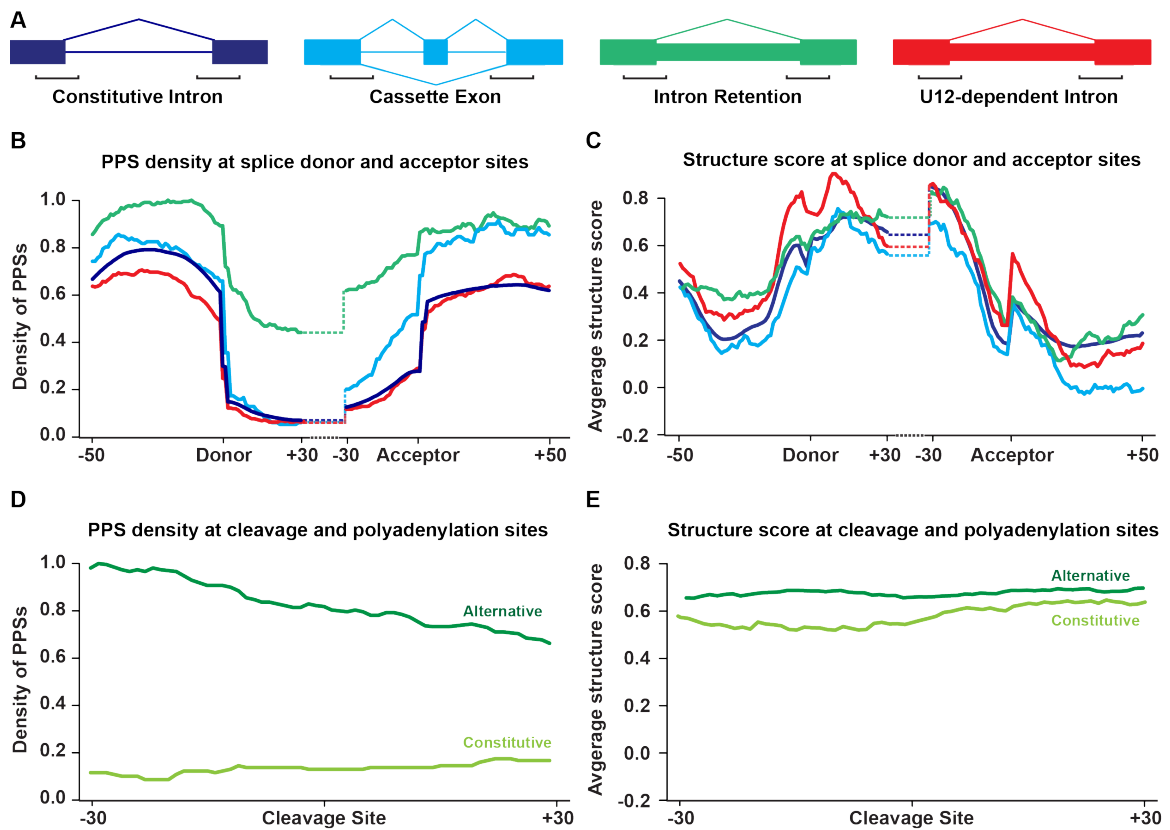 A
Constitutive Intron
Cassette Exon
Intron Retention
U12-dependent Intron
B
PPS density at splice donor and acceptor sites
Density of PPSs
1.0
0.8
0.6
0.4
0.2
0.0
-50
Donor
+30
-30
Acceptor
+50
C
Structure score at splice donor and acceptor sites
Avgerage structure score
0.8
0.6
0.4
0.2
0.0
-0.2
-50
Donor
+30
-30
Acceptor
+50
D
PPS density at cleavage and polyadenylation sites
Density of PPSs
1.0
0.8
0.6
0.4
0.2
0.0
Alternative
Constitutive
-30
Cleavage Site
+30
E
Structure score at cleavage and polyadenylation sites
Avgerage structure score
0.8
0.6
0.4
0.2
0.0
-0.2
Alternative
Constitutive
-30
Cleavage Site
+30